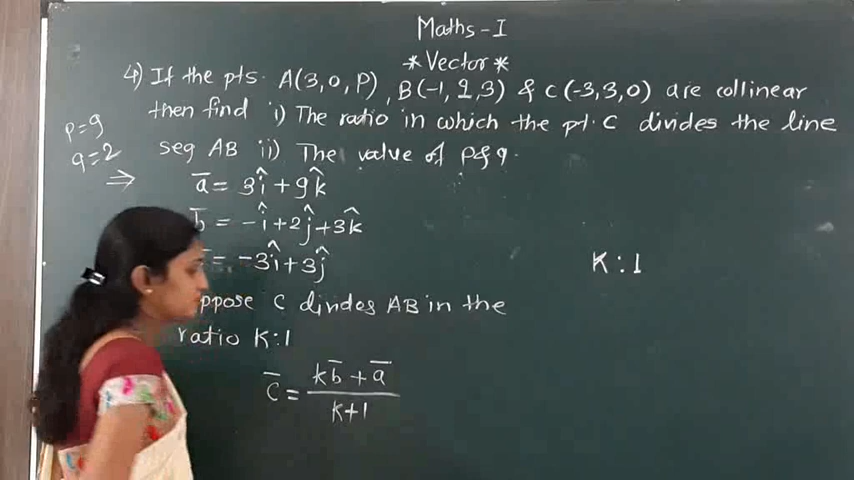 Maths - I
* Vector *
4) If the pts. A(3, 0, P), B(-1, q, 3) & C(-3, 3, 0) are collinear
then find i) The ratio in which the pt. C divides the line
seg AB ii) The value of P & q.
P = 9
q = 2
⇒ a̅ = 3î + 9k̂
b̅ = -î + 2ĵ + 3k̂
= -3î + 3ĵ
K : 1
C divides AB in the
ratio K:1
c̅ = (kb̅ + a̅) / (k+1)